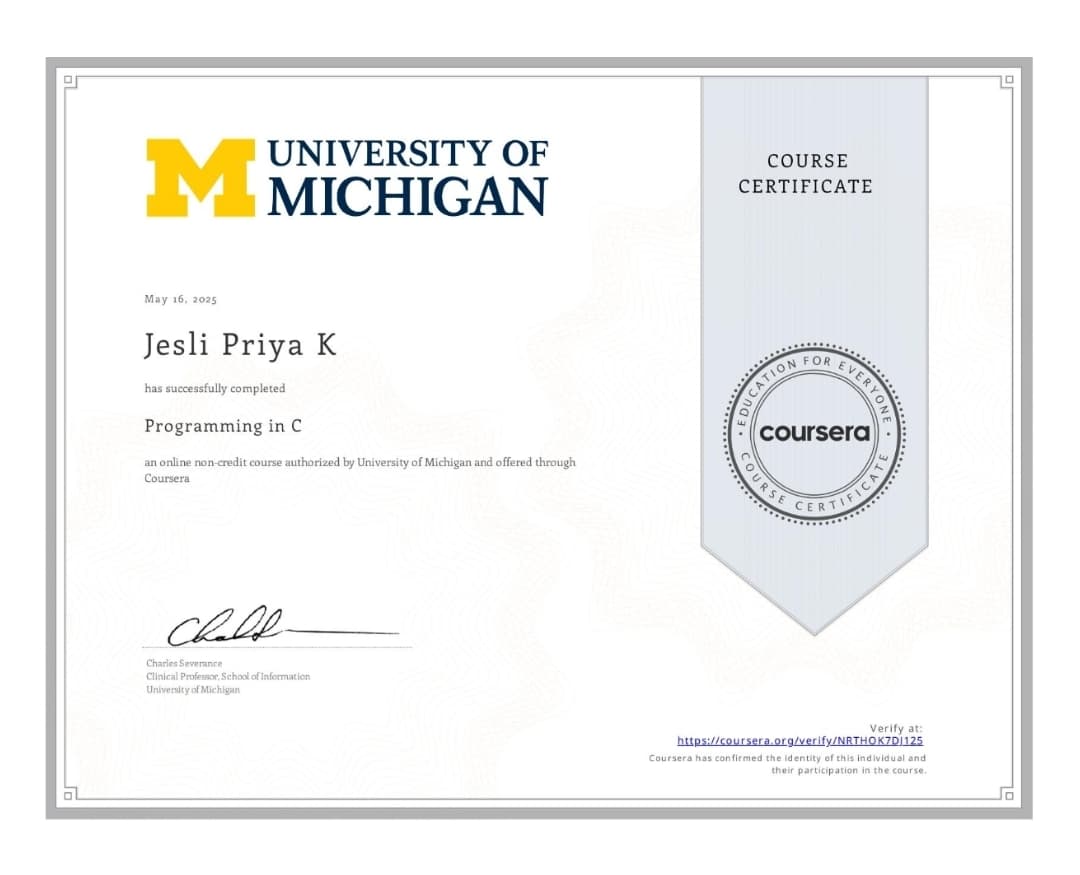 UNIVERSITY OF
MICHIGAN
COURSE
CERTIFICATE
May 16, 2025
Jesli Priya K
has successfully completed
Programming in C
an online non-credit course authorized by University of Michigan and offered through
Coursera
EDUCATION FOR EVERYONE
coursera
COURSE CERTIFICATE
Charles Severance
Clinical Professor, School of Information
University of Michigan
Verify at:
https://coursera.org/verify/NRTHOK7DJ125
Coursera has confirmed the identity of this individual and
their participation in the course.